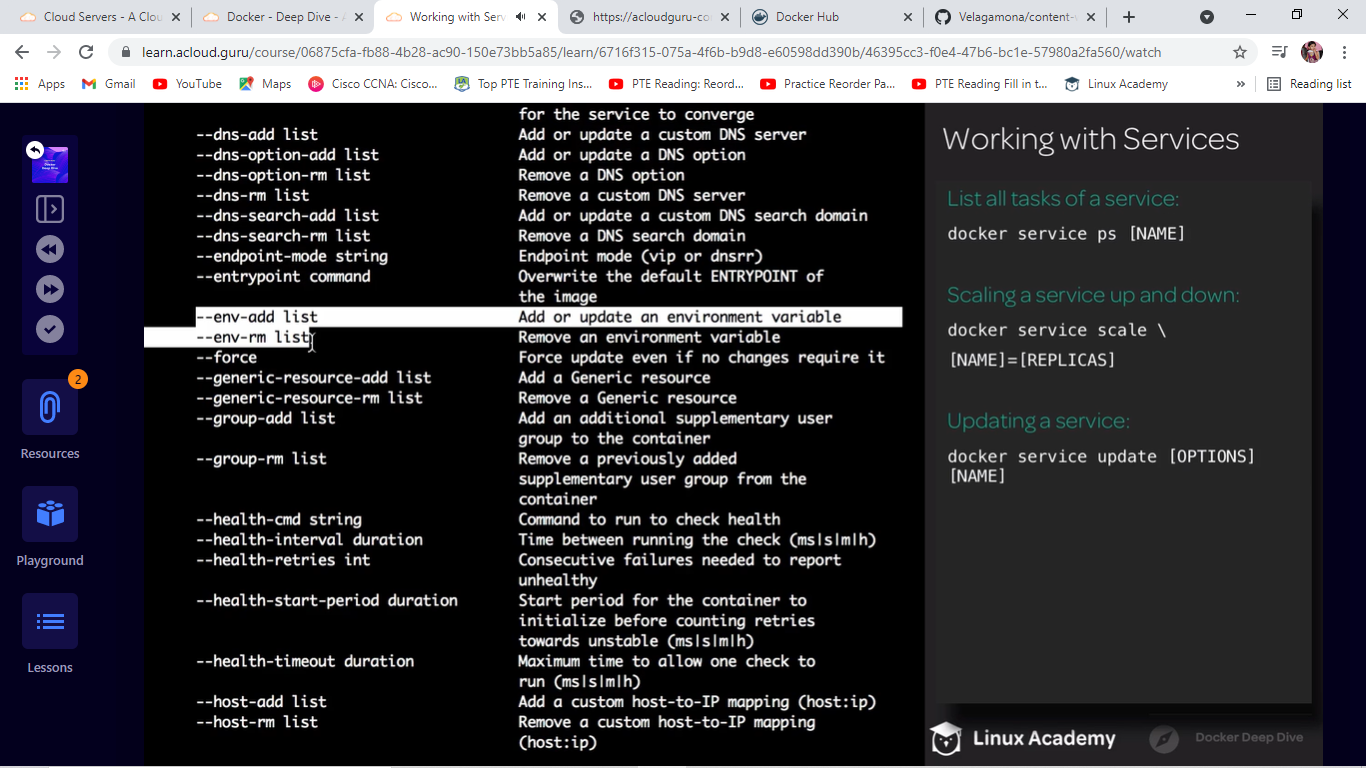 Cloud Servers - A Clou
Docker - Deep Dive - A
Working with Serv
https://acloudguru-co
Docker Hub
Velagamona/content-
learn.acloud.guru/course/06875cfa-fb88-4b28-ac90-150e73bb5a85/learn/6716f315-075a-4f6b-b9d8-e60598dd390b/46395cc3-f0e4-47b6-bc1e-57980a2fa560/watch
Apps
Gmail
YouTube
Maps
Cisco CCNA: Cisco...
Top PTE Training Ins...
PTE Reading: Reord...
Practice Reorder Pa...
PTE Reading Fill in t...
Linux Academy
»
Reading list
2
Resources
Playground
Lessons
for the service to converge
--dns-add list Add or update a custom DNS server
--dns-option-add list Add or update a DNS option
--dns-option-rm list Remove a DNS option
--dns-rm list Remove a custom DNS server
--dns-search-add list Add or update a custom DNS search domain
--dns-search-rm list Remove a DNS search domain
--endpoint-mode string Endpoint mode (vip or dnsrr)
--entrypoint command Overwrite the default ENTRYPOINT of
the image
--env-add list Add or update an environment variable
--env-rm list Remove an environment variable
--force Force update even if no changes require it
--generic-resource-add list Add a Generic resource
--generic-resource-rm list Remove a Generic resource
--group-add list Add an additional supplementary user
group to the container
--group-rm list Remove a previously added
supplementary user group from the
container
--health-cmd string Command to run to check health
--health-interval duration Time between running the check (ms|s|m|h)
--health-retries int Consecutive failures needed to report
unhealthy
--health-start-period duration Start period for the container to
initialize before counting retries
towards unstable (ms|s|m|h)
--health-timeout duration Maximum time to allow one check to
run (ms|s|m|h)
--host-add list Add a custom host-to-IP mapping (host:ip)
--host-rm list Remove a custom host-to-IP mapping
(host:ip)
Working with Services
List all tasks of a service:
docker service ps [NAME]
Scaling a service up and down:
docker service scale \
[NAME]=[REPLICAS]
Updating a service:
docker service update [OPTIONS]
[NAME]
Linux Academy
Docker Deep Dive